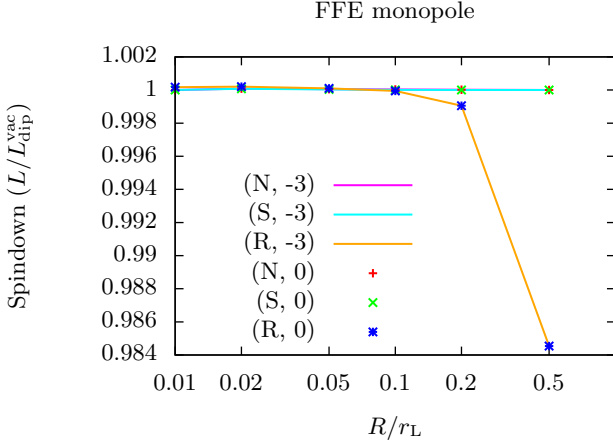 FFE monopole
Spindown (L/L_dip^vac)
1.002
1
0.998
0.996
0.994
0.992
0.99
0.988
0.986
0.984
(N, -3)
(S, -3)
(R, -3)
(N, 0)
(S, 0)
(R, 0)
0.01 0.02 0.05 0.1 0.2 0.5
R/r_L